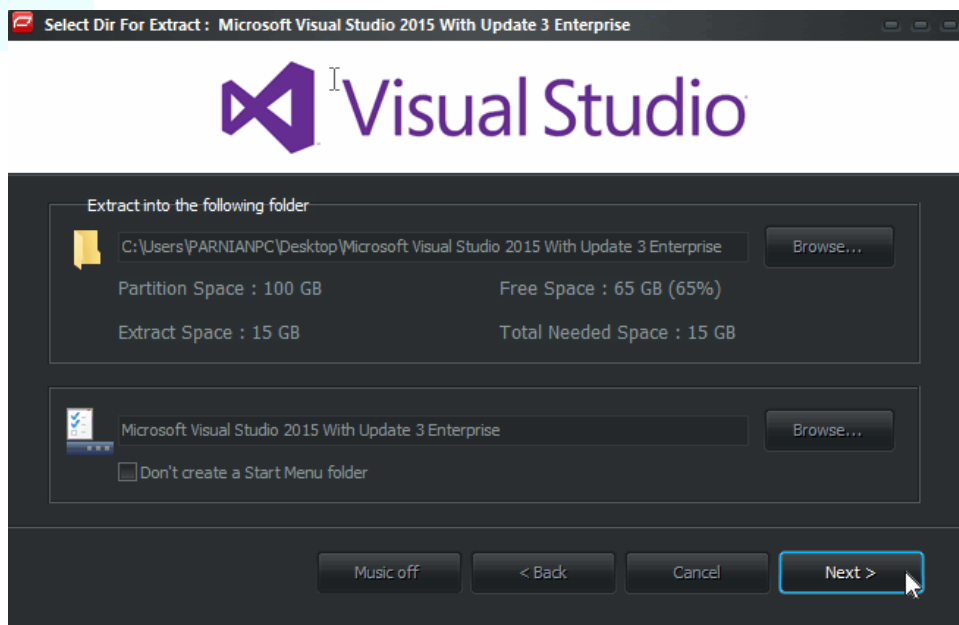 Select Dir For Extract : Microsoft Visual Studio 2015 With Update 3 Enterprise
Visual Studio
Extract into the following folder
C:\Users\PARNIANPC\Desktop\Microsoft Visual Studio 2015 With Update 3 Enterprise
Browse...
Partition Space : 100 GB
Free Space : 65 GB (65%)
Extract Space : 15 GB
Total Needed Space : 15 GB
Microsoft Visual Studio 2015 With Update 3 Enterprise
Browse...
Don't create a Start Menu folder
Music off
< Back
Cancel
Next >